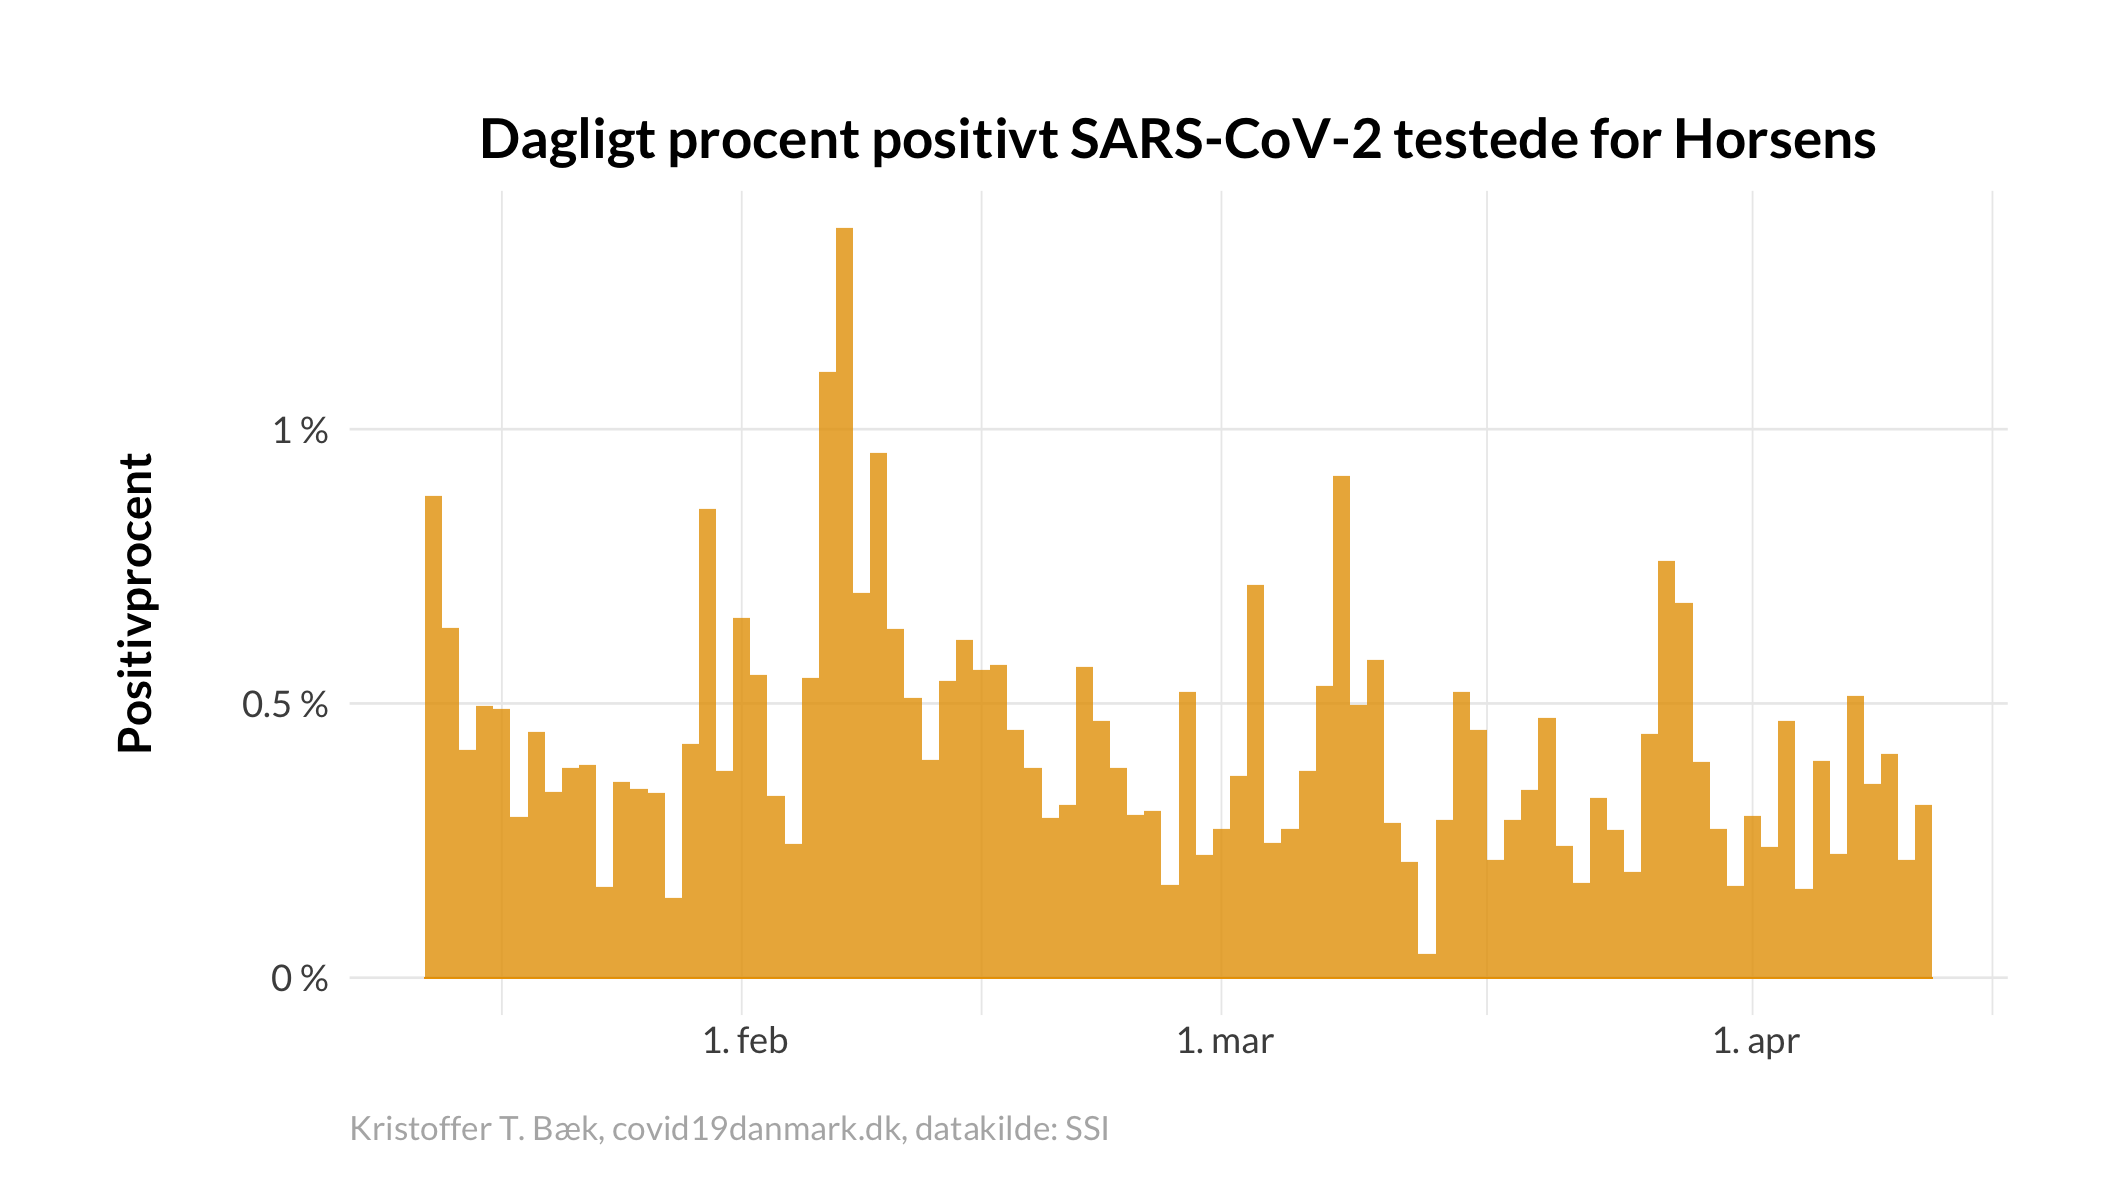 Dagligt procent positivt SARS-CoV-2 testede for Horsens
Positivprocent
1 %
0.5 %
0 %
1. feb
1. mar
1. apr
Kristoffer T. Bæk, covid19danmark.dk, datakilde: SSI